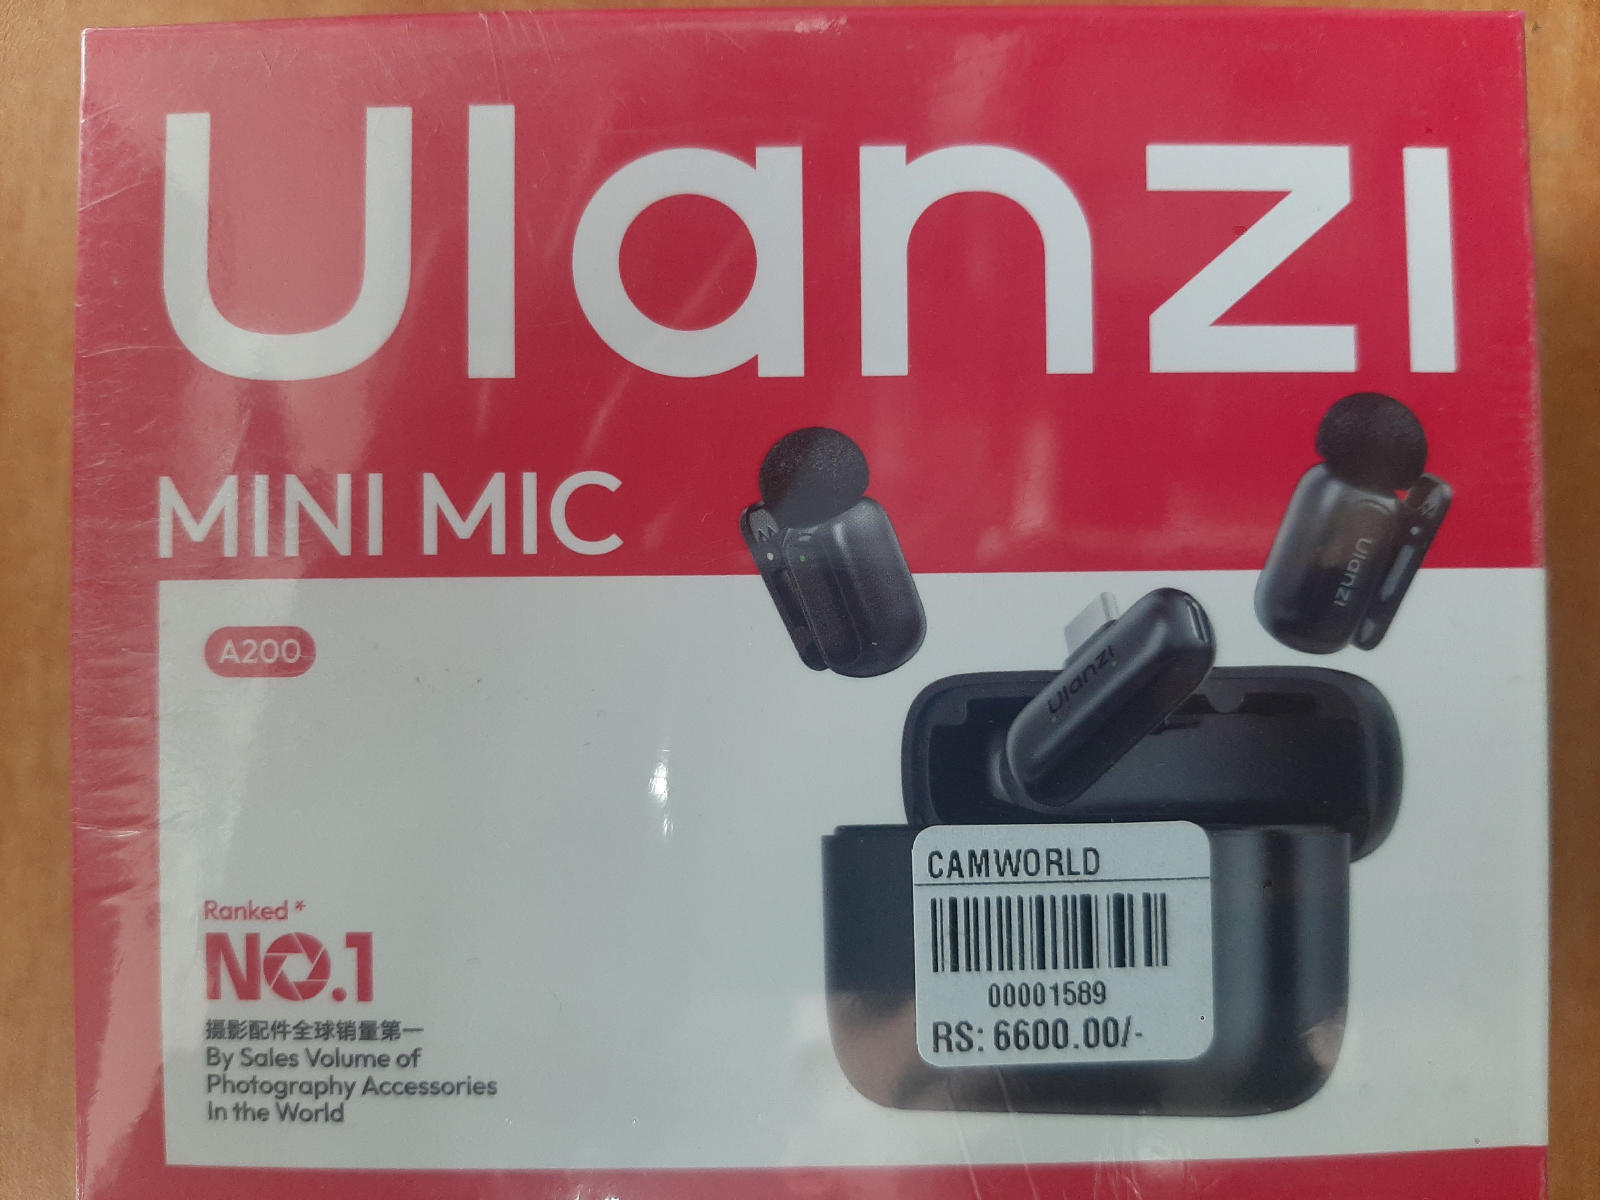 Ulanzi
MINI MIC
A200
Ulanzi
Ulanzi
CAMWORLD
00001589
RS: 6600.00/-
Ranked *
NO.1
摄影配件全球销量第一
By Sales Volume of
Photography Accessories
In the World